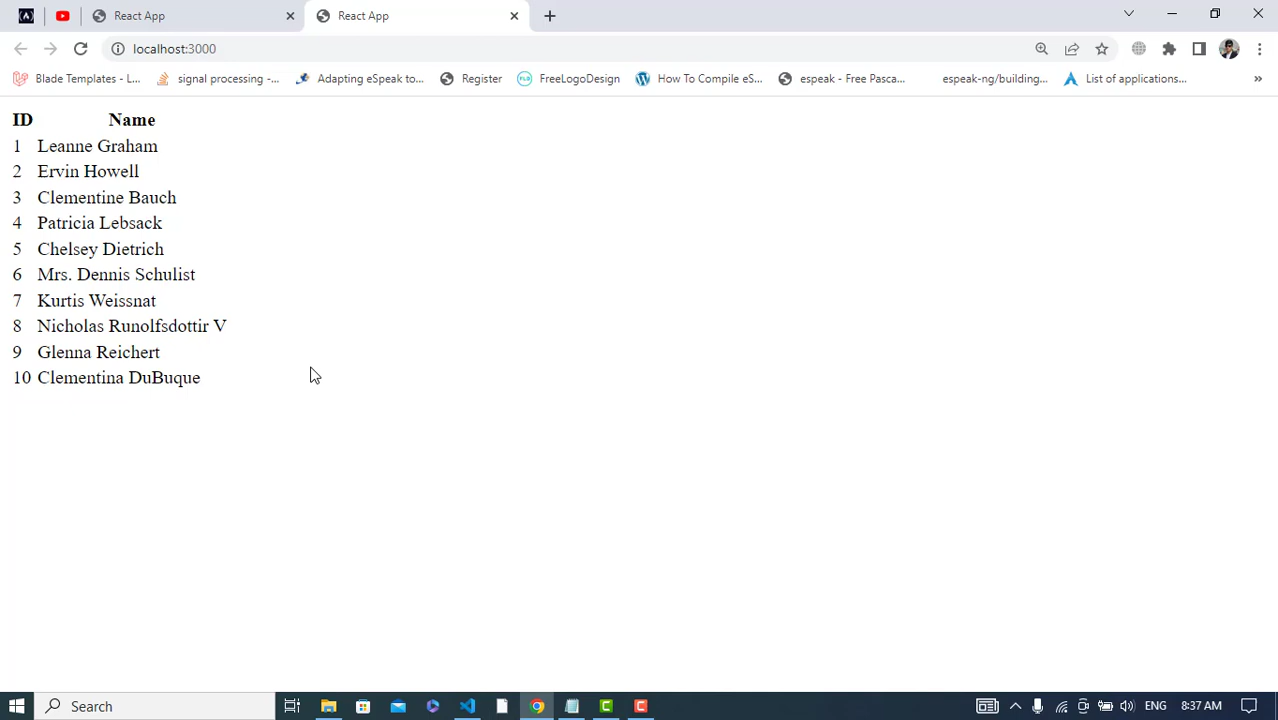 React App
React App
localhost:3000
Blade Templates - L...
signal processing -...
Adapting eSpeak to...
Register
FreeLogoDesign
How To Compile eS...
espeak - Free Pasca...
espeak-ng/building...
List of applications...
ID Name
1 Leanne Graham
2 Ervin Howell
3 Clementine Bauch
4 Patricia Lebsack
5 Chelsey Dietrich
6 Mrs. Dennis Schulist
7 Kurtis Weissnat
8 Nicholas Runolfsdottir V
9 Glenna Reichert
10 Clementina DuBuque
Search
ENG
8:37 AM